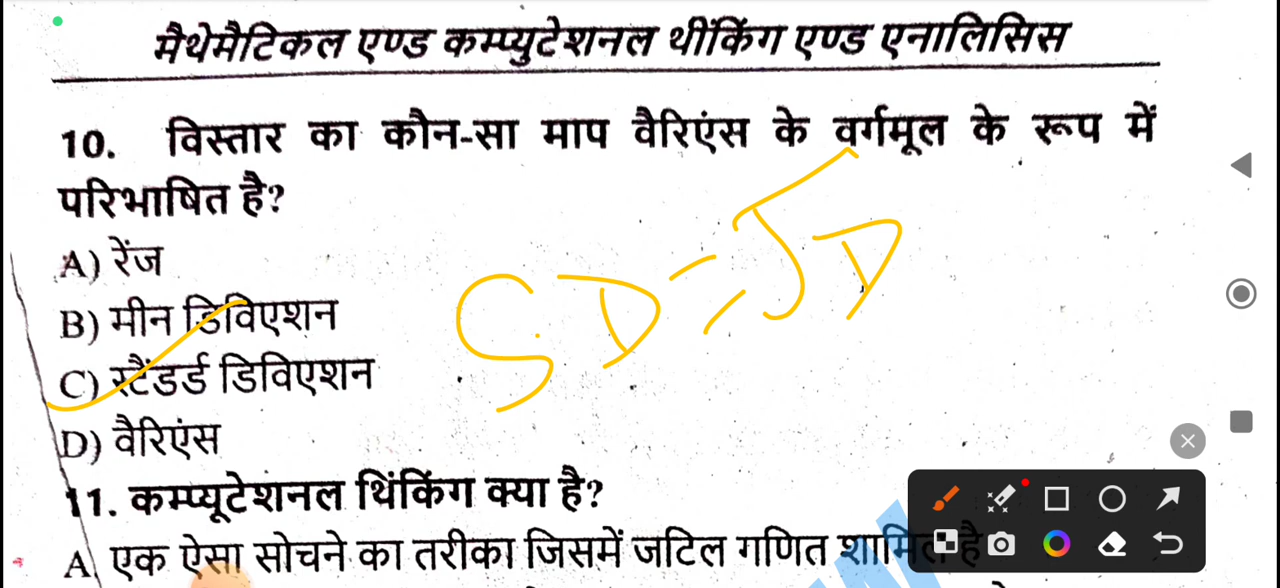 मैथेमैटिकल एण्ड कम्प्युटेशनल थीकिंग एण्ड एनालिसिस
10. विस्तार का कौन-सा माप वैरिएंस के वर्गमूल के रूप में
परिभाषित है?
A) रेंज
B) मीन डिविएशन
C) स्टैंडर्ड डिविएशन
SD=√D
D) वैरिएंस
11. कम्प्यूटेशनल थिंकिंग क्या है?
A एक ऐसा सोचने का तरीका जिसमें जटिल गणित शामिल है